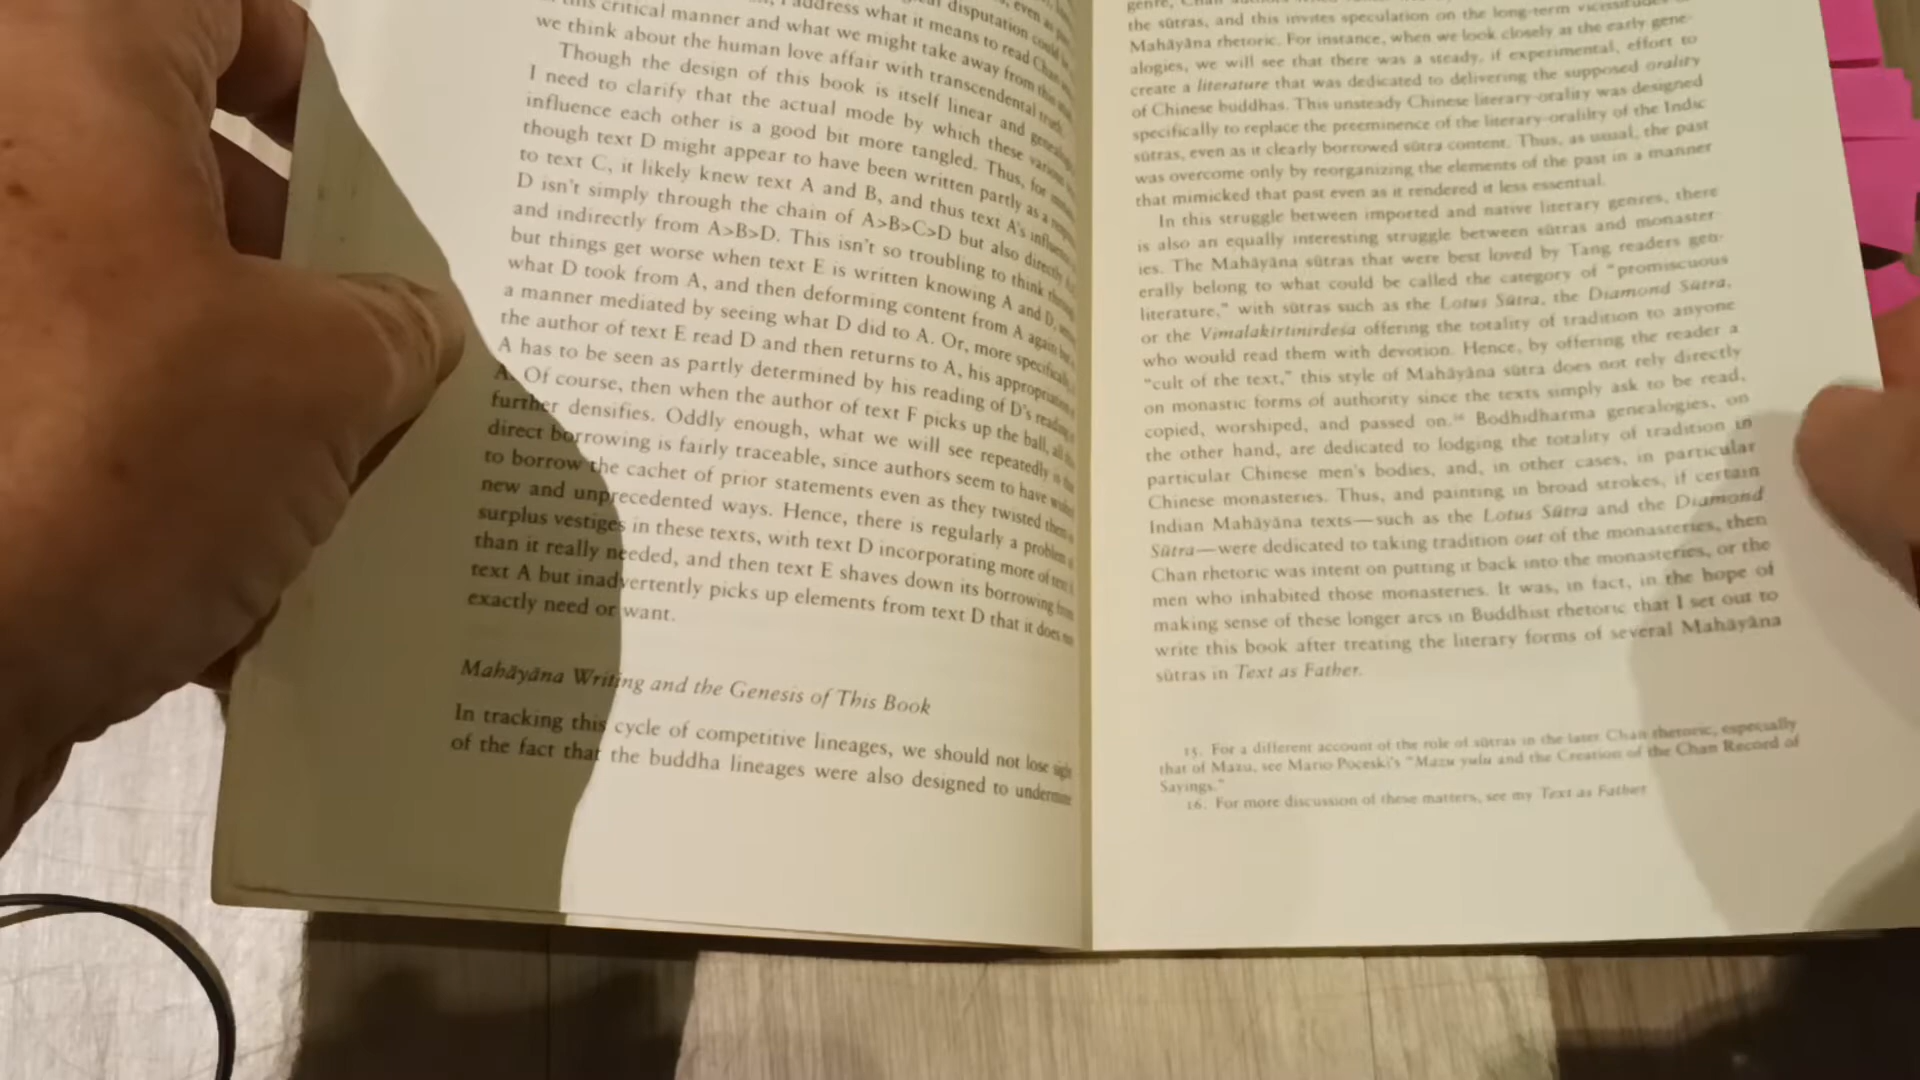 disputation could
address what it means to read
this critical manner and what we might take away from this
we think about the human love affair with transcendental truth.
Though the design of this book is itself linear and
I need to clarify that the actual mode by which these various
influence each other is a good bit more tangled. Thus, for
though text D might appear to have been written partly as a
to text C, it likely knew text A and B, and thus text A's
D isn't simply through the chain of A>B>C>D but also directly
and indirectly from A>B>D. This isn't so troubling to think through
but things get worse when text E is written knowing A and D,
what D took from A, and then deforming content from A again
a manner mediated by seeing what D did to A. Or, more specifically,
the author of text E read D and then returns to A, his
A has to be seen as partly determined by his reading of D's reading
A. Of course, then when the author of text F picks up the ball, all
further densifies. Oddly enough, what we will see repeatedly is that
direct borrowing is fairly traceable, since authors seem to have wished
to borrow the cachet of prior statements even as they twisted them in
new and unprecedented ways. Hence, there is regularly a problem of
surplus vestiges in these texts, with text D incorporating more of text
than it really needed, and then text E shaves down its borrowing from
text A but inadvertently picks up elements from text D that it does not
exactly need or want.
Mahāyāna Writing and the Genesis of This Book
In tracking this cycle of competitive lineages, we should not lose sight
of the fact that the buddha lineages were also designed to undermine
genre,
the sūtras, and this invites speculation on the long-term vicissitudes
Mahāyāna rhetoric. For instance, when we look closely at the early gene-
alogies, we will see that there was a steady, if experimental, effort to
create a literature that was dedicated to delivering the supposed orality
of Chinese buddhas. This unsteady Chinese literary-orality was designed
specifically to replace the preeminence of the literary-orality of the Indic
sūtras, even as it clearly borrowed sūtra content. Thus, as usual, the past
was overcome only by reorganizing the elements of the past in a manner
that mimicked that past even as it rendered it less essential.
In this struggle between imported and native literary genres, there
is also an equally interesting struggle between sūtras and monaster-
ies. The Mahāyāna sūtras that were best loved by Tang readers gen-
erally belong to what could be called the category of "promiscuous
literature," with sūtras such as the Lotus Sūtra, the Diamond Sūtra,
or the Vimalakīrtinirdeśa offering the totality of tradition to anyone
who would read them with devotion. Hence, by offering the reader a
"cult of the text," this style of Mahāyāna sūtra does not rely directly
on monastic forms of authority since the texts simply ask to be read,
copied, worshiped, and passed on.16 Bodhidharma genealogies, on
the other hand, are dedicated to lodging the totality of tradition in
particular Chinese men's bodies, and, in other cases, in particular
Chinese monasteries. Thus, and painting in broad strokes, if certain
Indian Mahāyāna texts—such as the Lotus Sūtra and the Diamond
Sūtra—were dedicated to taking tradition out of the monasteries, then
Chan rhetoric was intent on putting it back into the monasteries, or the
men who inhabited those monasteries. It was, in fact, in the hope of
making sense of these longer arcs in Buddhist rhetoric that I set out to
write this book after treating the literary forms of several Mahāyāna
sūtras in Text as Father.
15. For a different account of the role of sūtras in the later Chan rhetoric, especially
that of Mazu, see Mario Poceski's "Mazu yulu and the Creation of the Chan Record of
Sayings."
16. For more discussion of these matters, see my Text as Father